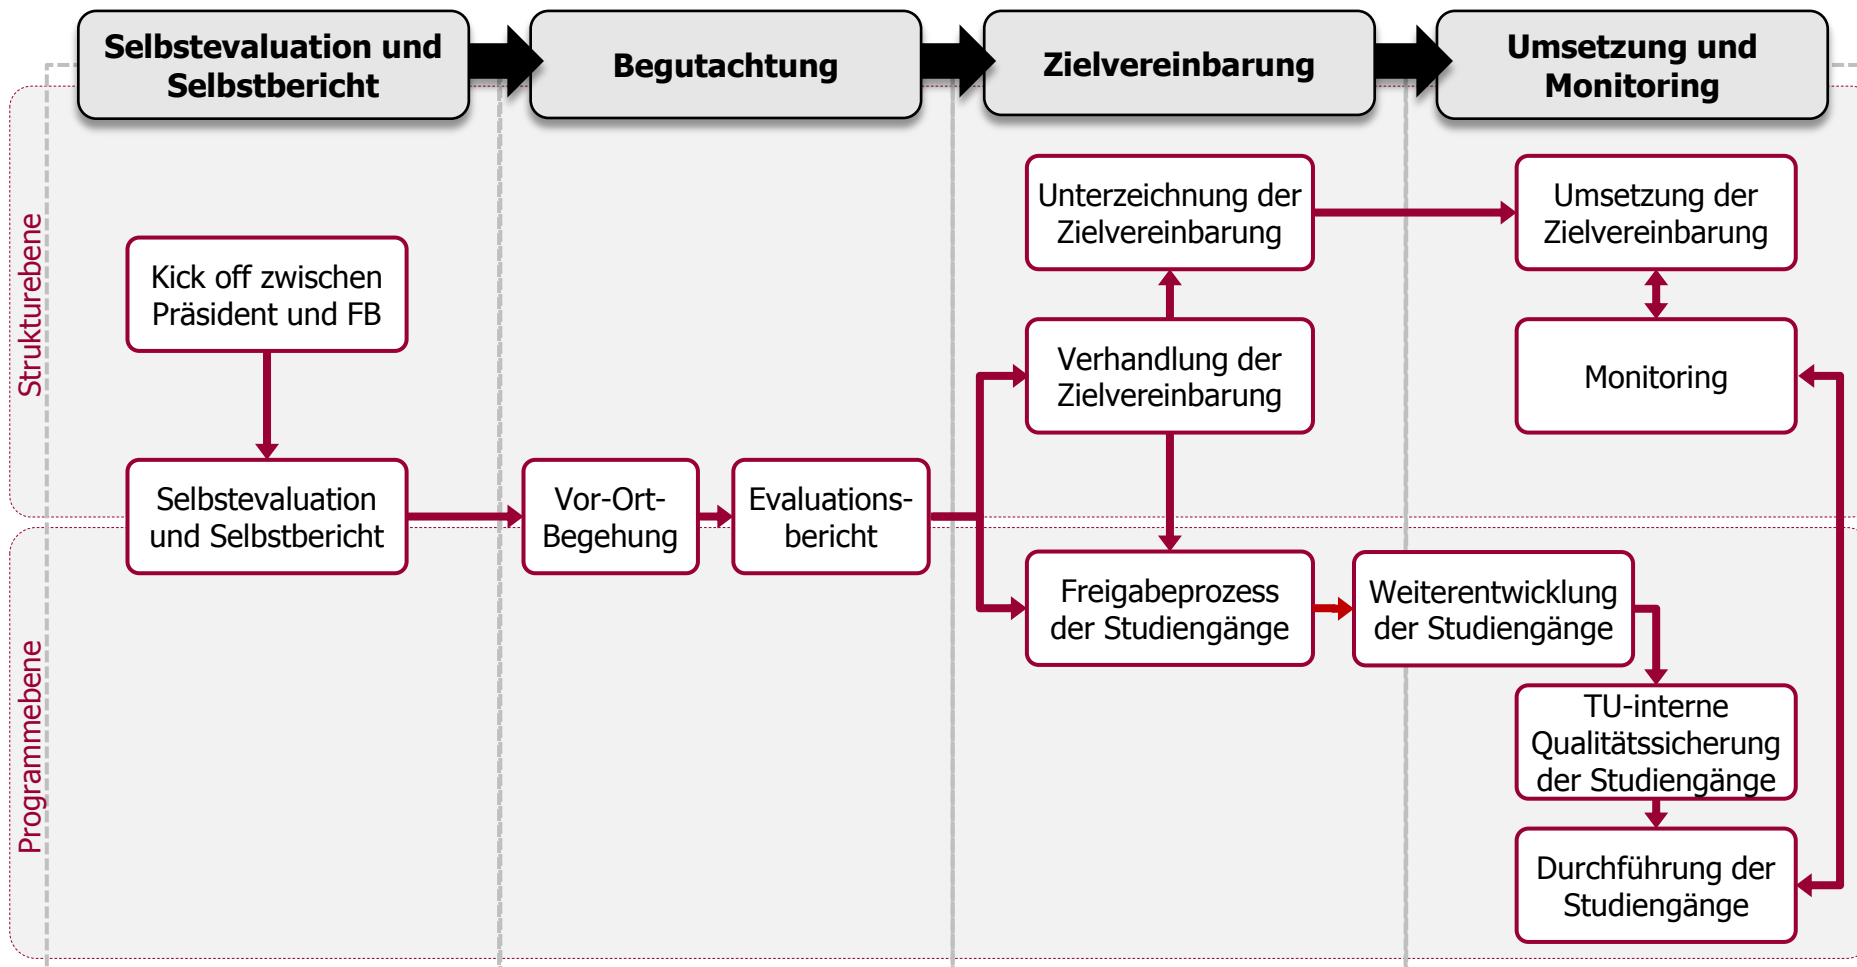 Selbstevaluation und
Selbstbericht
Begutachtung
Zielvereinbarung
Umsetzung und
Monitoring
Strukturebene
Kick off zwischen
Präsident und FB
Selbstevaluation
und Selbstbericht
Vor-Ort-
Begehung
Evaluations-
bericht
Unterzeichnung der
Zielvereinbarung
Verhandlung der
Zielvereinbarung
Umsetzung der
Zielvereinbarung
Monitoring
Programmebene
Freigabeprozess
der Studiengänge
Weiterentwicklung
der Studiengänge
TU-interne
Qualitätssicherung
der Studiengänge
Durchführung der
Studiengänge